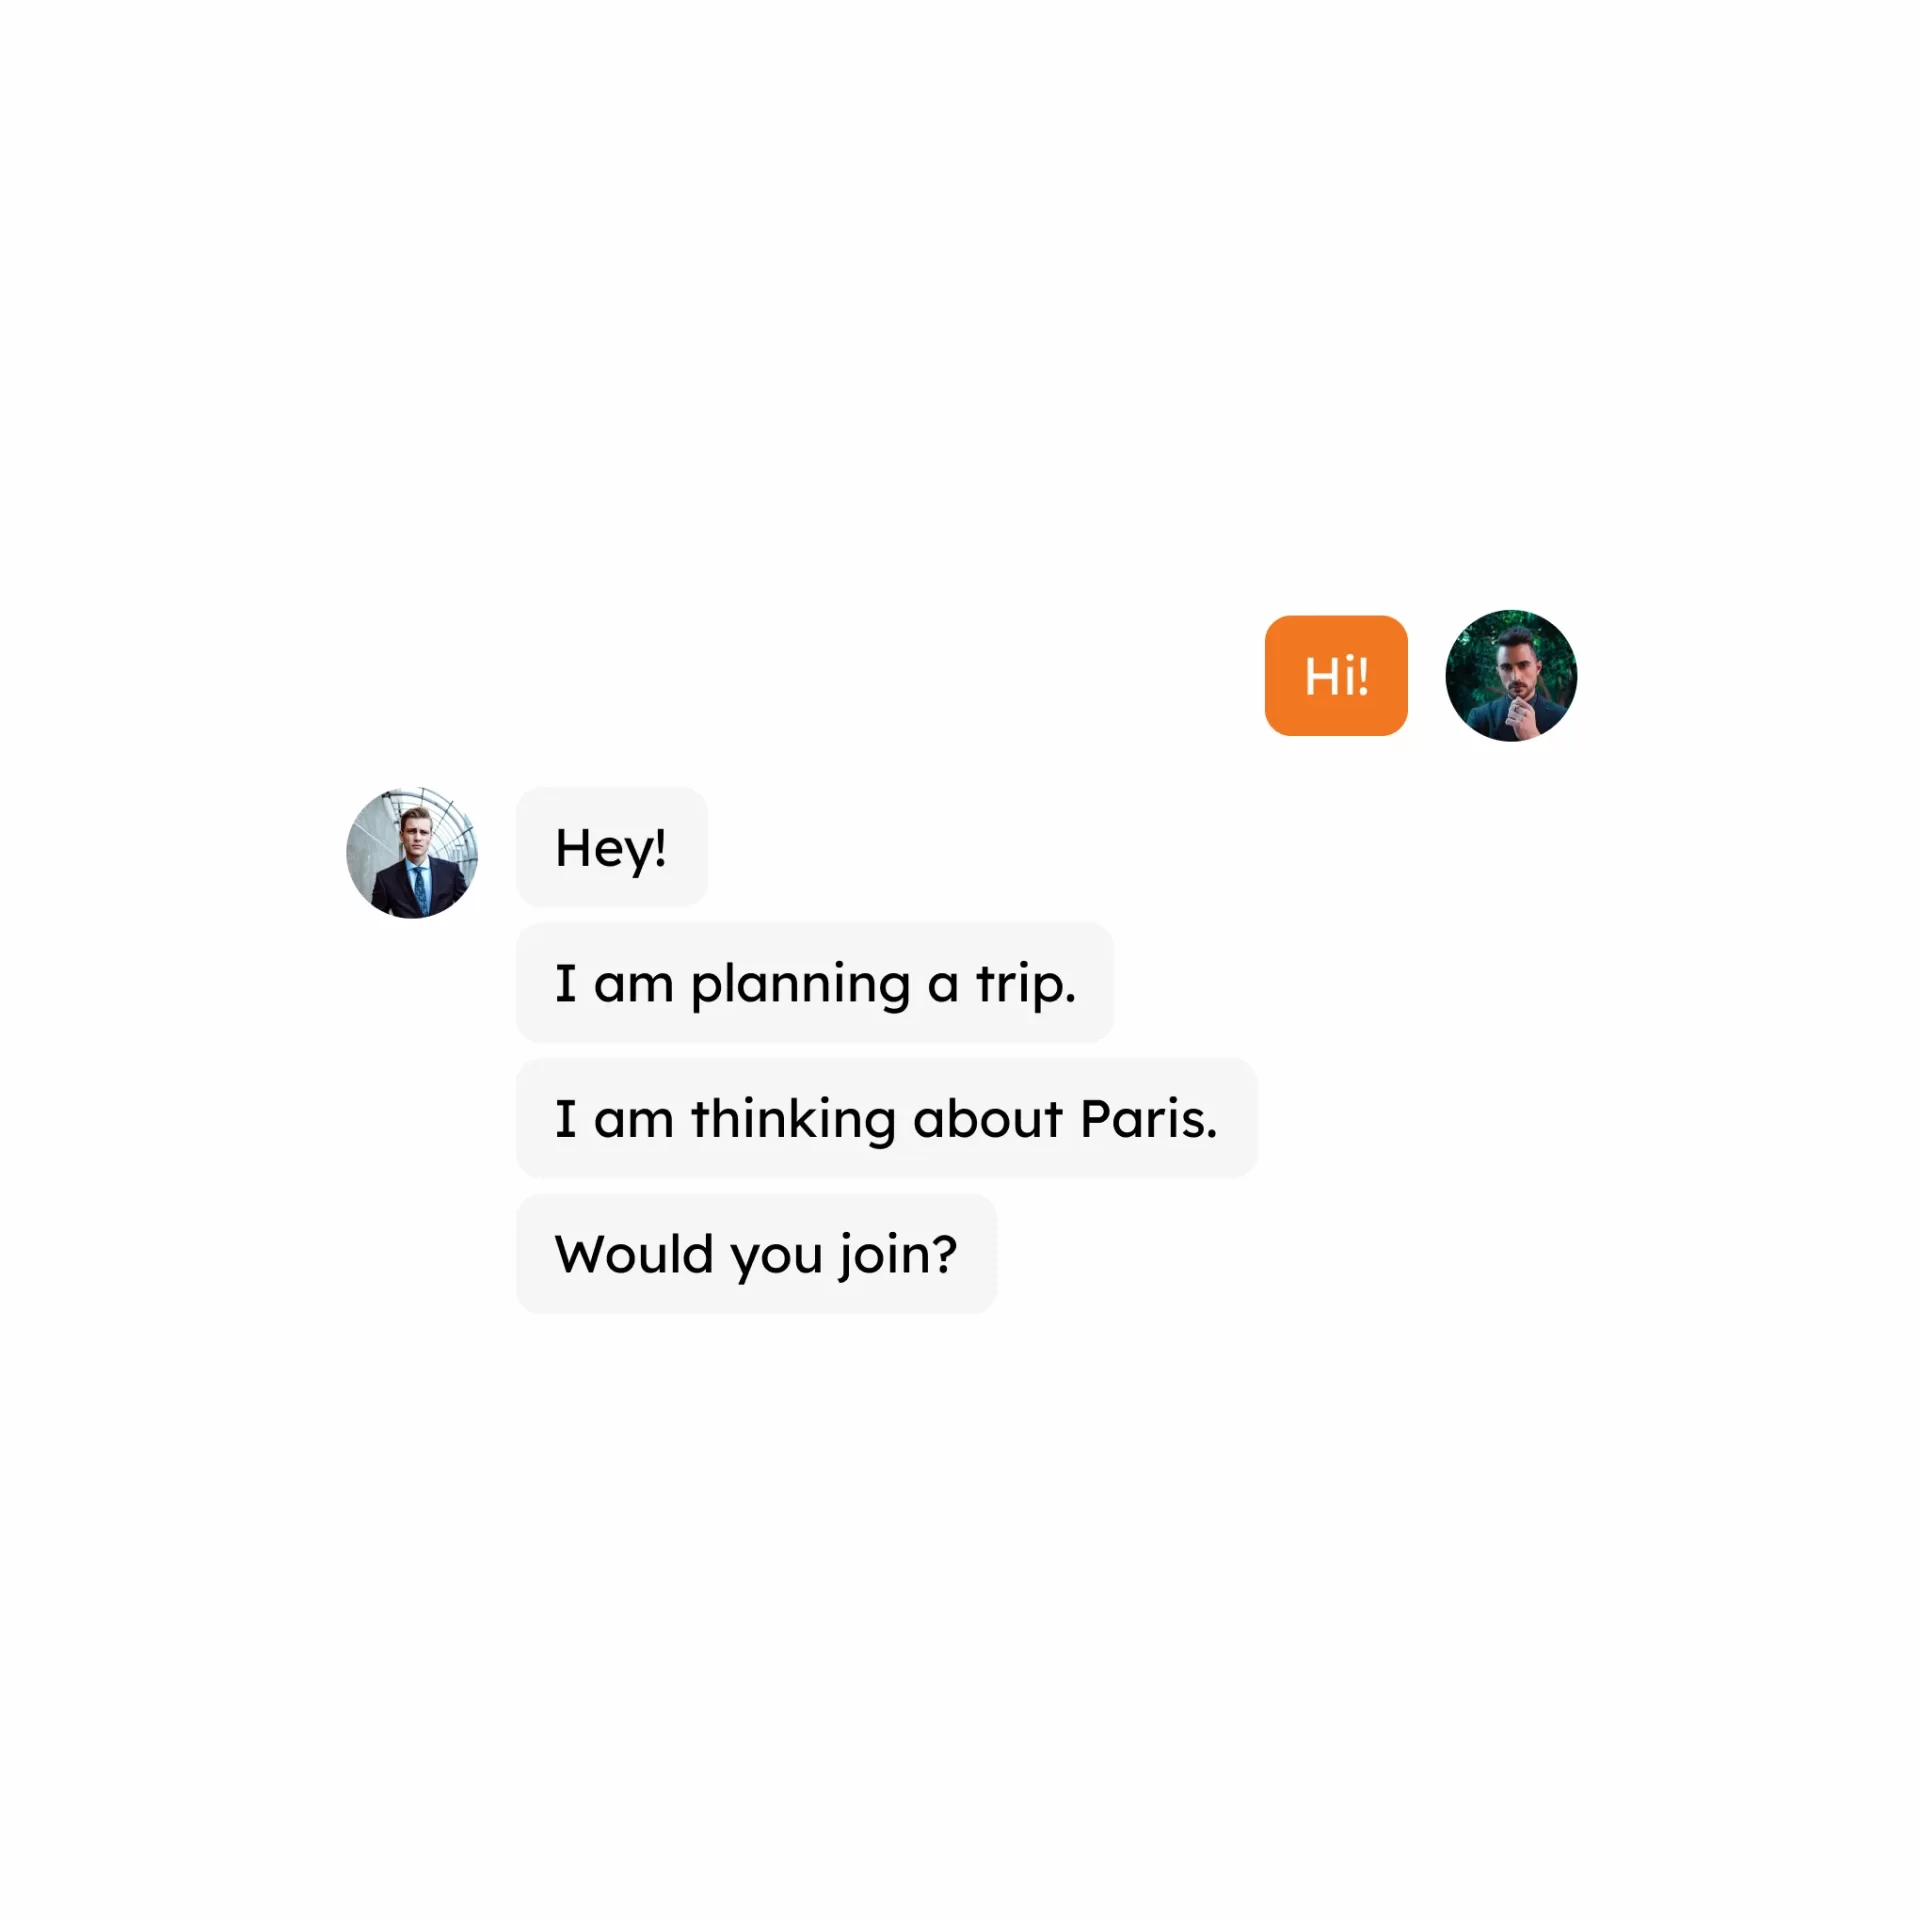 Hi!
Hey!
I am planning a trip.
I am thinking about Paris.
Would you join?